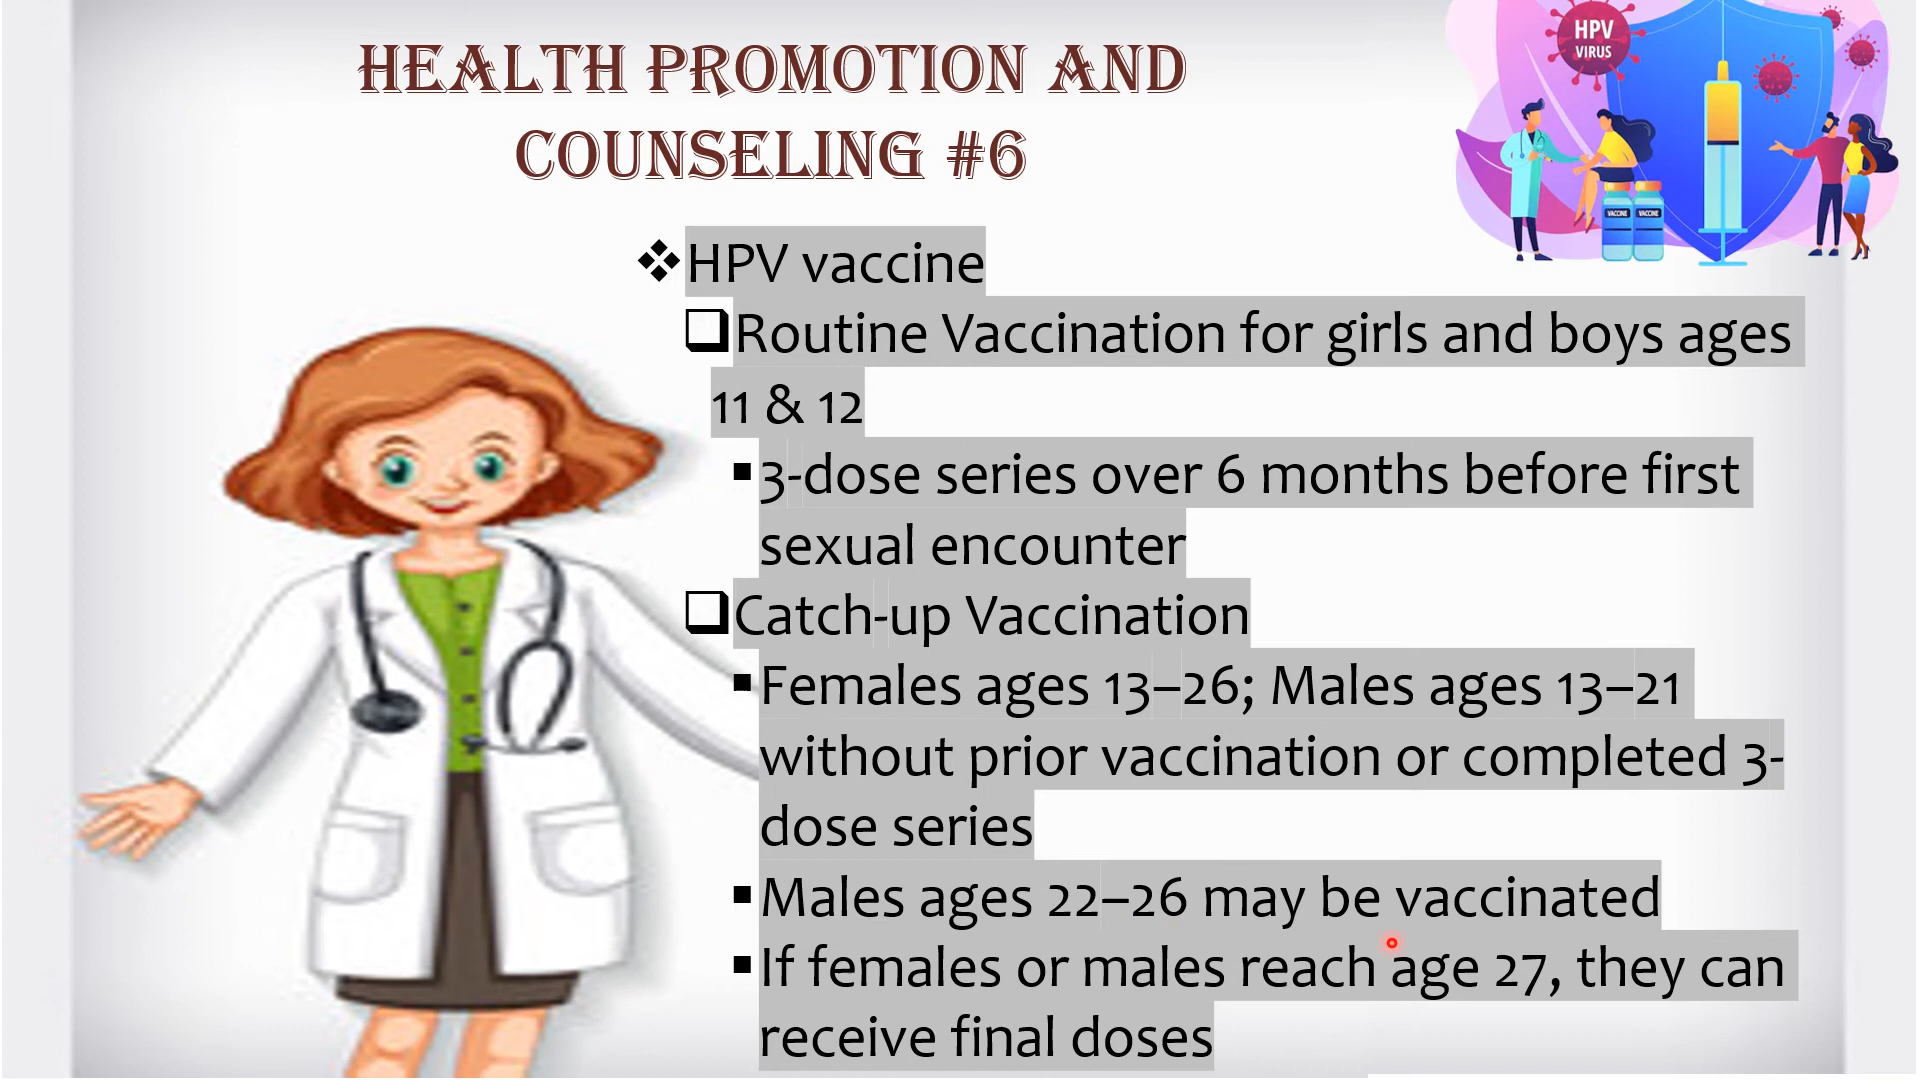 HEALTH PROMOTION AND
COUNSELING #6
HPV
VIRUS
VACCINE VACCINE
❖HPV vaccine
❑Routine Vaccination for girls and boys ages
11 & 12
▪3-dose series over 6 months before first
sexual encounter
❑Catch-up Vaccination
▪Females ages 13–26; Males ages 13–21
without prior vaccination or completed 3-
dose series
▪Males ages 22–26 may be vaccinated
▪If females or males reach age 27, they can
receive final doses